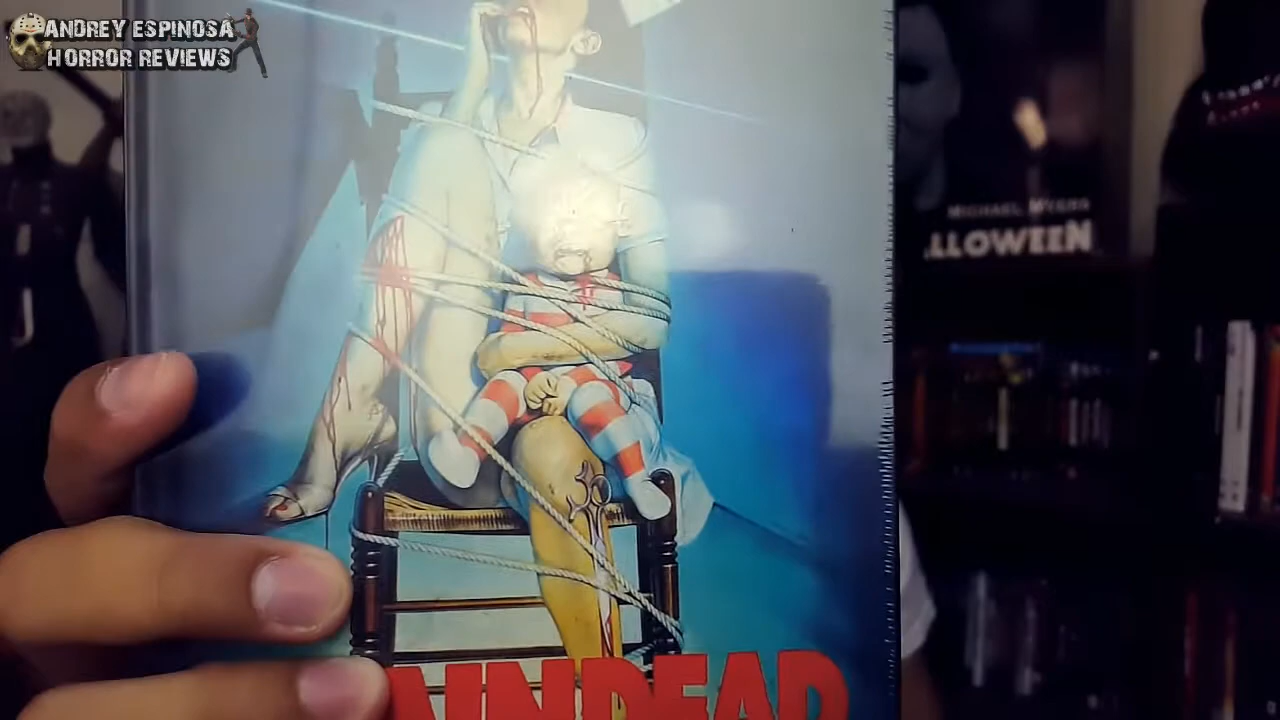 ANDREY ESPINOSA
HORROR REVIEWS
MICHAEL MYERS
LLOWEEN
AINDEAD